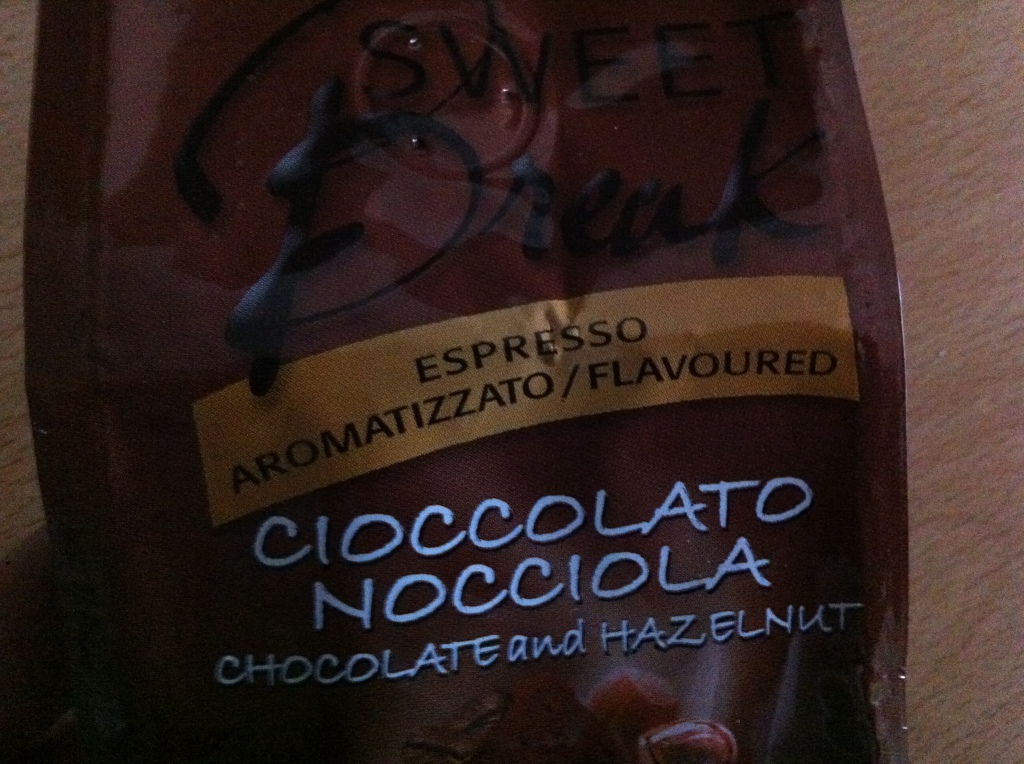 SWEET
Break
ESPRESSO
AROMATIZZATO/FLAVOURED
CIOCCOLATO
NOCCIOLA
CHOCOLATE and HAZELNUT